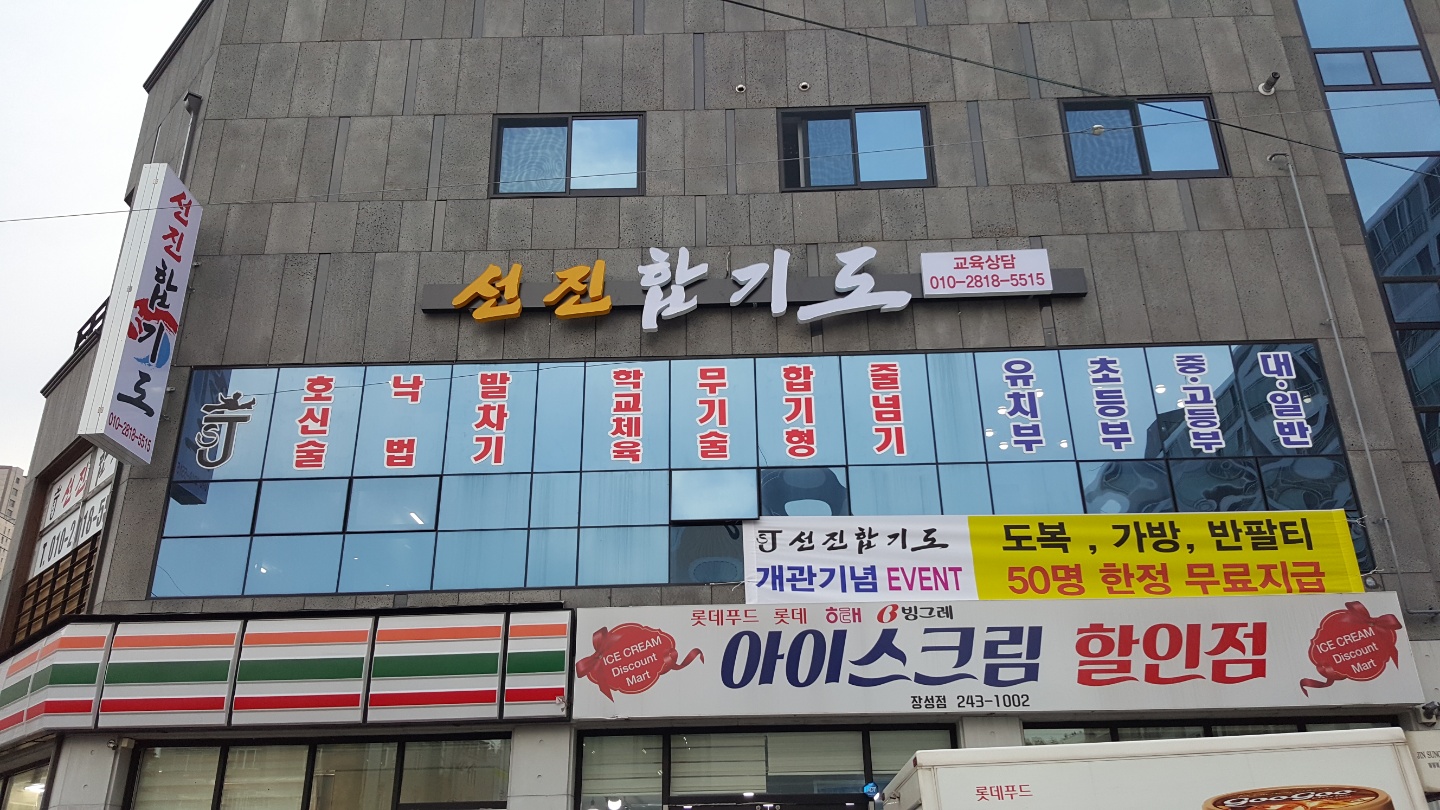 선진합기도
010-2818-5515
선진합기도
교육상담
010-2818-5515
호신술
낙법
발차기
학교체육
무기술
합기형
줄넘기
유치부
초등부
중·고등부
대·일반
선진
선진합기도
개관기념 EVENT
도복 , 가방, 반팔티
50명 한정 무료지급
롯데푸드 롯데 해태 빙그레
ICE CREAM
Discount
Mart
아이스크림 할인점
장성점 243-1002
ICE CREAM
Discount
Mart
롯데푸드